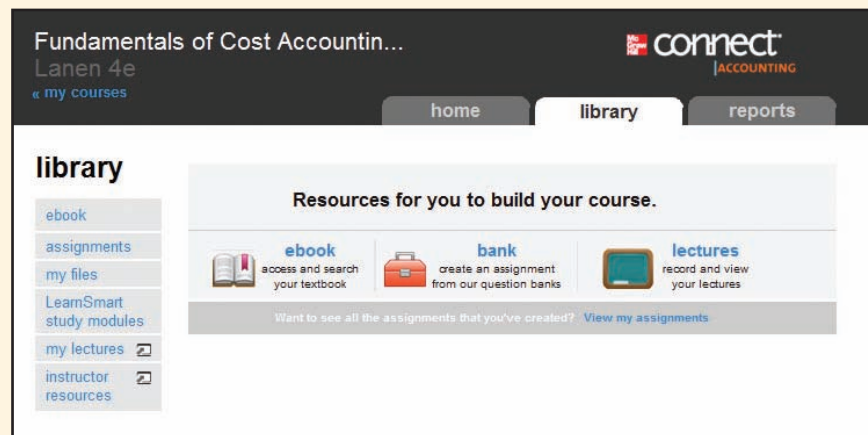 Fundamentals of Cost Accountin...
Lanen 4e
« my courses
Mc
Graw
Hill
connect
|ACCOUNTING
home
library
reports
library
ebook
assignments
my files
LearnSmart
study modules
my lectures
instructor
resources
Resources for you to build your course.
ebook
access and search
your textbook
bank
create an assignment
from our question banks
lectures
record and view
your lectures
Want to see all the assignments that you've created? View my assignments